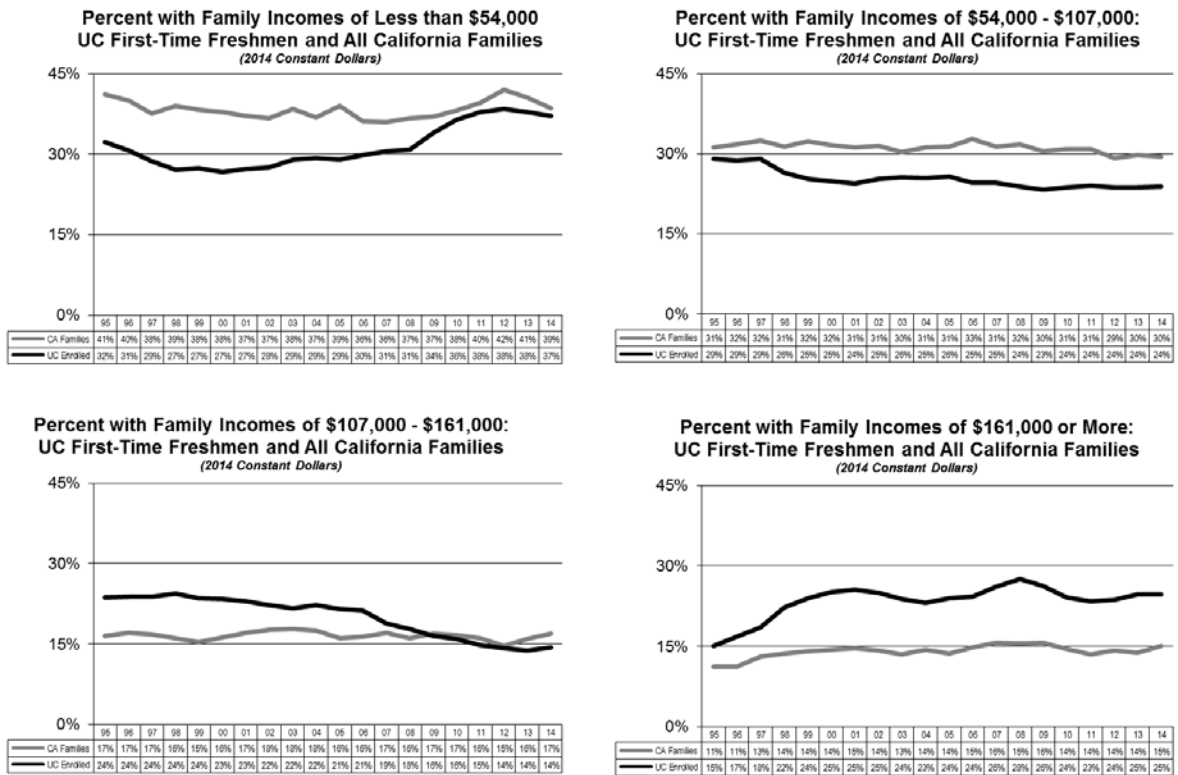 Percent with Family Incomes of Less than $54,000
UC First-Time Freshmen and All California Families
(2014 Constant Dollars)
45%
30%
15%
0%
95 96 97 98 99 00 01 02 03 04 05 06 07 08 09 10 11 12 13 14
CA Families 41% 40% 38% 39% 38% 38% 37% 37% 38% 37% 39% 36% 36% 37% 37% 38% 40% 42% 41% 39%
UC Enrolled 32% 31% 29% 27% 27% 27% 27% 28% 29% 29% 29% 30% 31% 31% 34% 36% 38% 38% 38% 37%
Percent with Family Incomes of $54,000 - $107,000:
UC First-Time Freshmen and All California Families
(2014 Constant Dollars)
45%
30%
15%
0%
95 96 97 98 99 00 01 02 03 04 05 06 07 08 09 10 11 12 13 14
CA Families 31% 32% 32% 31% 32% 32% 31% 31% 30% 31% 31% 33% 31% 32% 30% 31% 31% 29% 30% 30%
UC Enrolled 29% 29% 29% 26% 25% 25% 24% 25% 26% 25% 26% 25% 25% 24% 23% 24% 24% 24% 24% 24%
Percent with Family Incomes of $107,000 - $161,000:
UC First-Time Freshmen and All California Families
(2014 Constant Dollars)
45%
30%
15%
0%
95 96 97 98 99 00 01 02 03 04 05 06 07 08 09 10 11 12 13 14
CA Families 17% 17% 17% 16% 15% 16% 17% 18% 18% 18% 16% 16% 17% 16% 17% 17% 16% 15% 16% 17%
UC Enrolled 24% 24% 24% 24% 24% 23% 23% 22% 22% 22% 21% 21% 19% 18% 16% 16% 15% 14% 14% 14%
Percent with Family Incomes of $161,000 or More:
UC First-Time Freshmen and All California Families
(2014 Constant Dollars)
45%
30%
15%
0%
95 96 97 98 99 00 01 02 03 04 05 06 07 08 09 10 11 12 13 14
CA Families 11% 11% 13% 14% 14% 14% 15% 14% 13% 14% 14% 15% 16% 15% 16% 14% 13% 14% 14% 15%
UC Enrolled 15% 17% 18% 22% 24% 25% 25% 25% 24% 23% 24% 24% 26% 28% 26% 24% 23% 24% 25% 25%